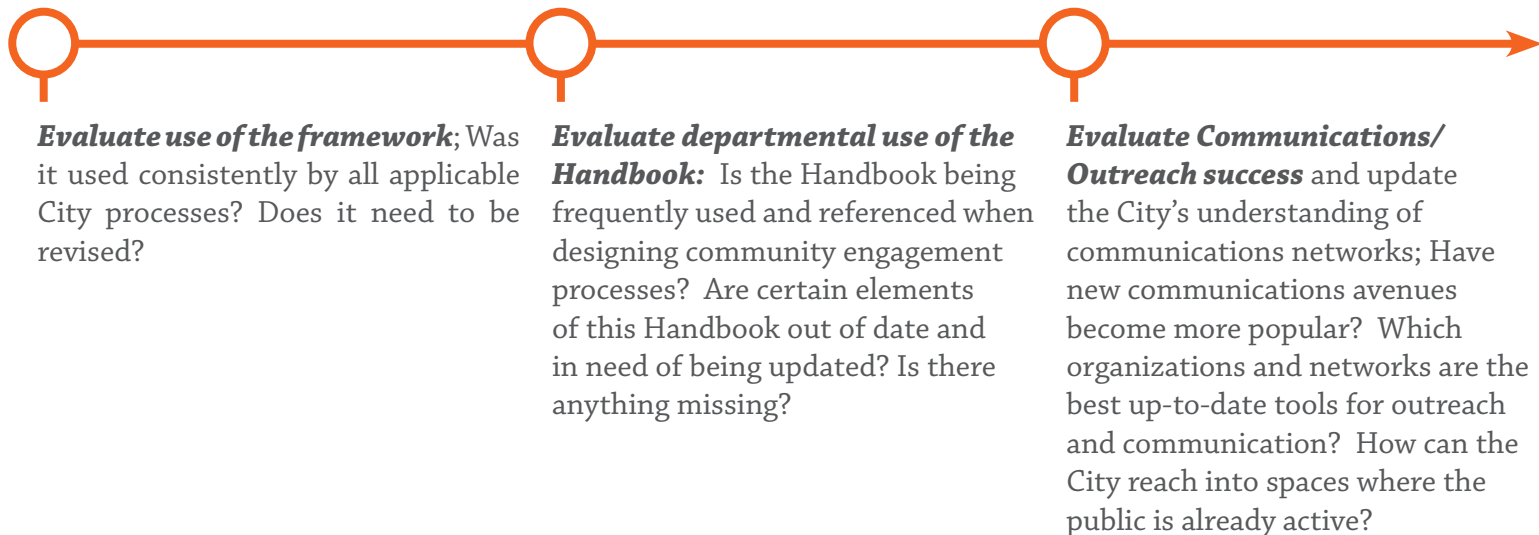 Evaluate use of the framework; Was
it used consistently by all applicable
City processes? Does it need to be
revised?
Evaluate departmental use of the
Handbook: Is the Handbook being
frequently used and referenced when
designing community engagement
processes? Are certain elements
of this Handbook out of date and
in need of being updated? Is there
anything missing?
Evaluate Communications/
Outreach success and update
the City’s understanding of
communications networks; Have
new communications avenues
become more popular? Which
organizations and networks are the
best up-to-date tools for outreach
and communication? How can the
City reach into spaces where the
public is already active?